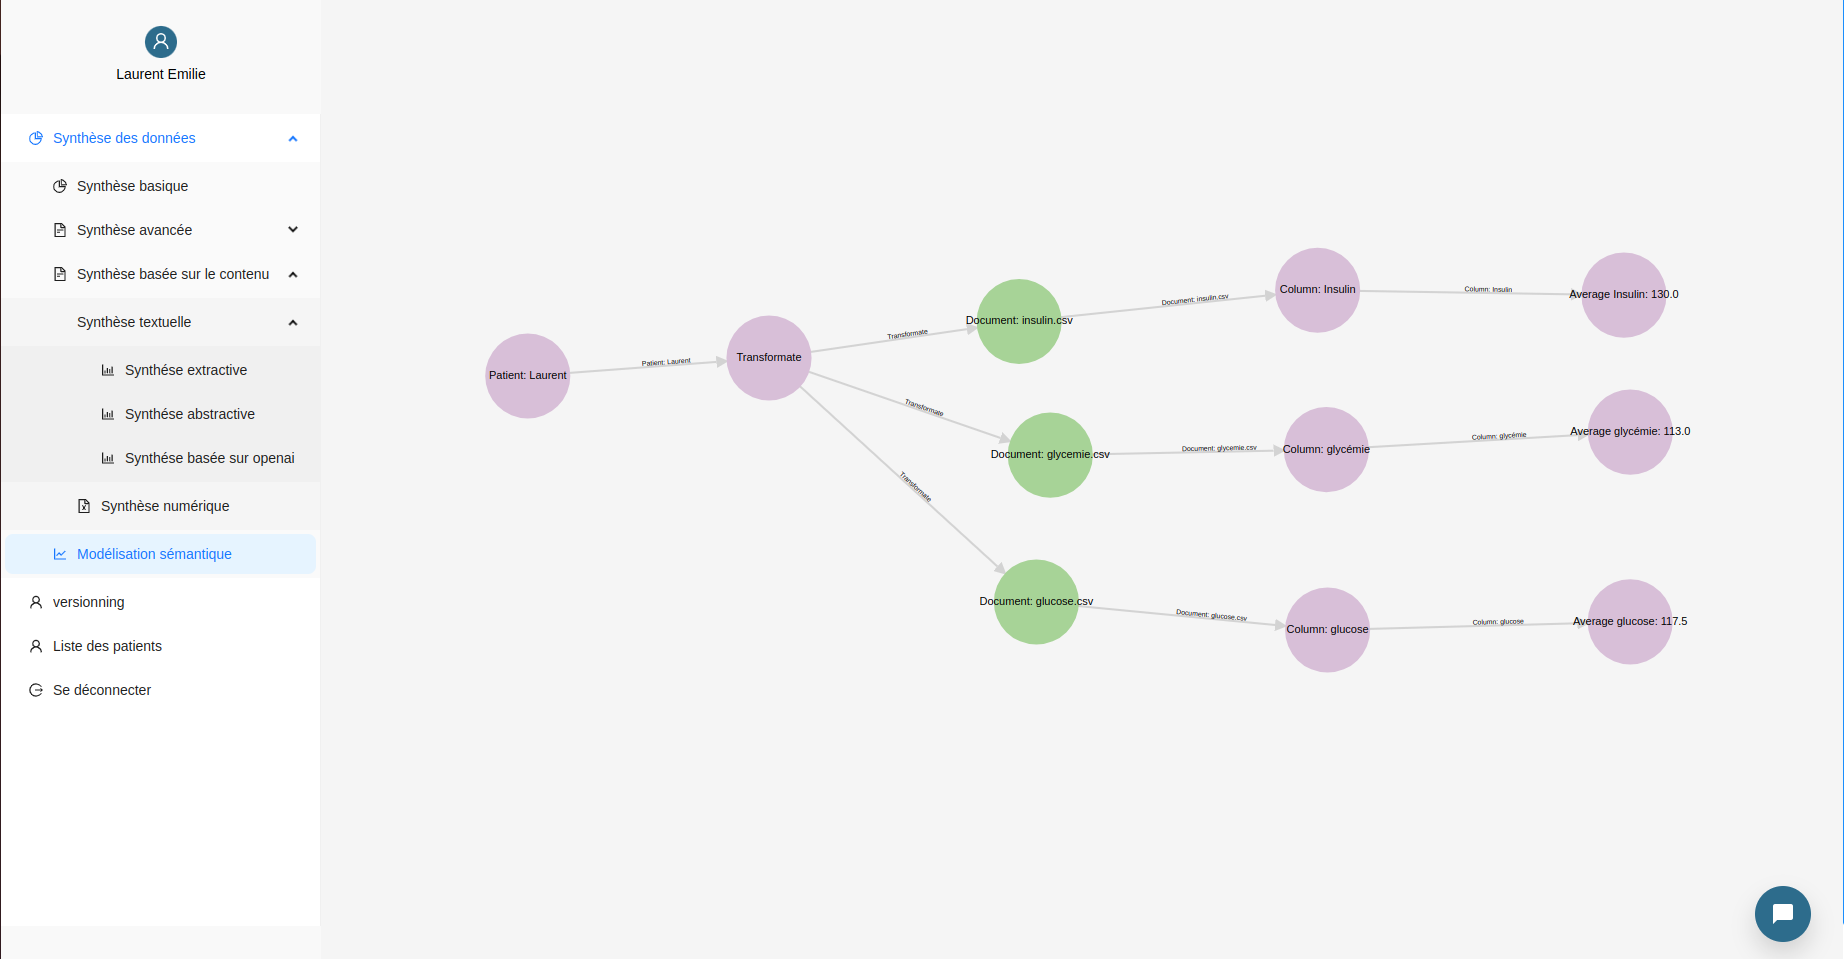 Laurent Emilie
Synthèse des données
Synthèse basique
Synthèse avancée
Synthèse basée sur le contenu
Synthèse textuelle
Synthése extractive
Synthése abstractive
Synthése basée sur openai
Synthèse numérique
Modélisation sémantique
versionning
Liste des patients
Se déconnecter
Patient: Laurent
Patient: Laurent
Transformate
Transformate
Document: insulin.csv
Document: insulin.csv
Column: Insulin
Column: Insulin
Average Insulin: 130.0
Transformate
Document: glycemie.csv
Document: glycemie.csv
Column: glycémie
Column: glycémie
Average glycémie: 113.0
Transformate
Document: glucose.csv
Document: glucose.csv
Column: glucose
Column: glucose
Average glucose: 117.5